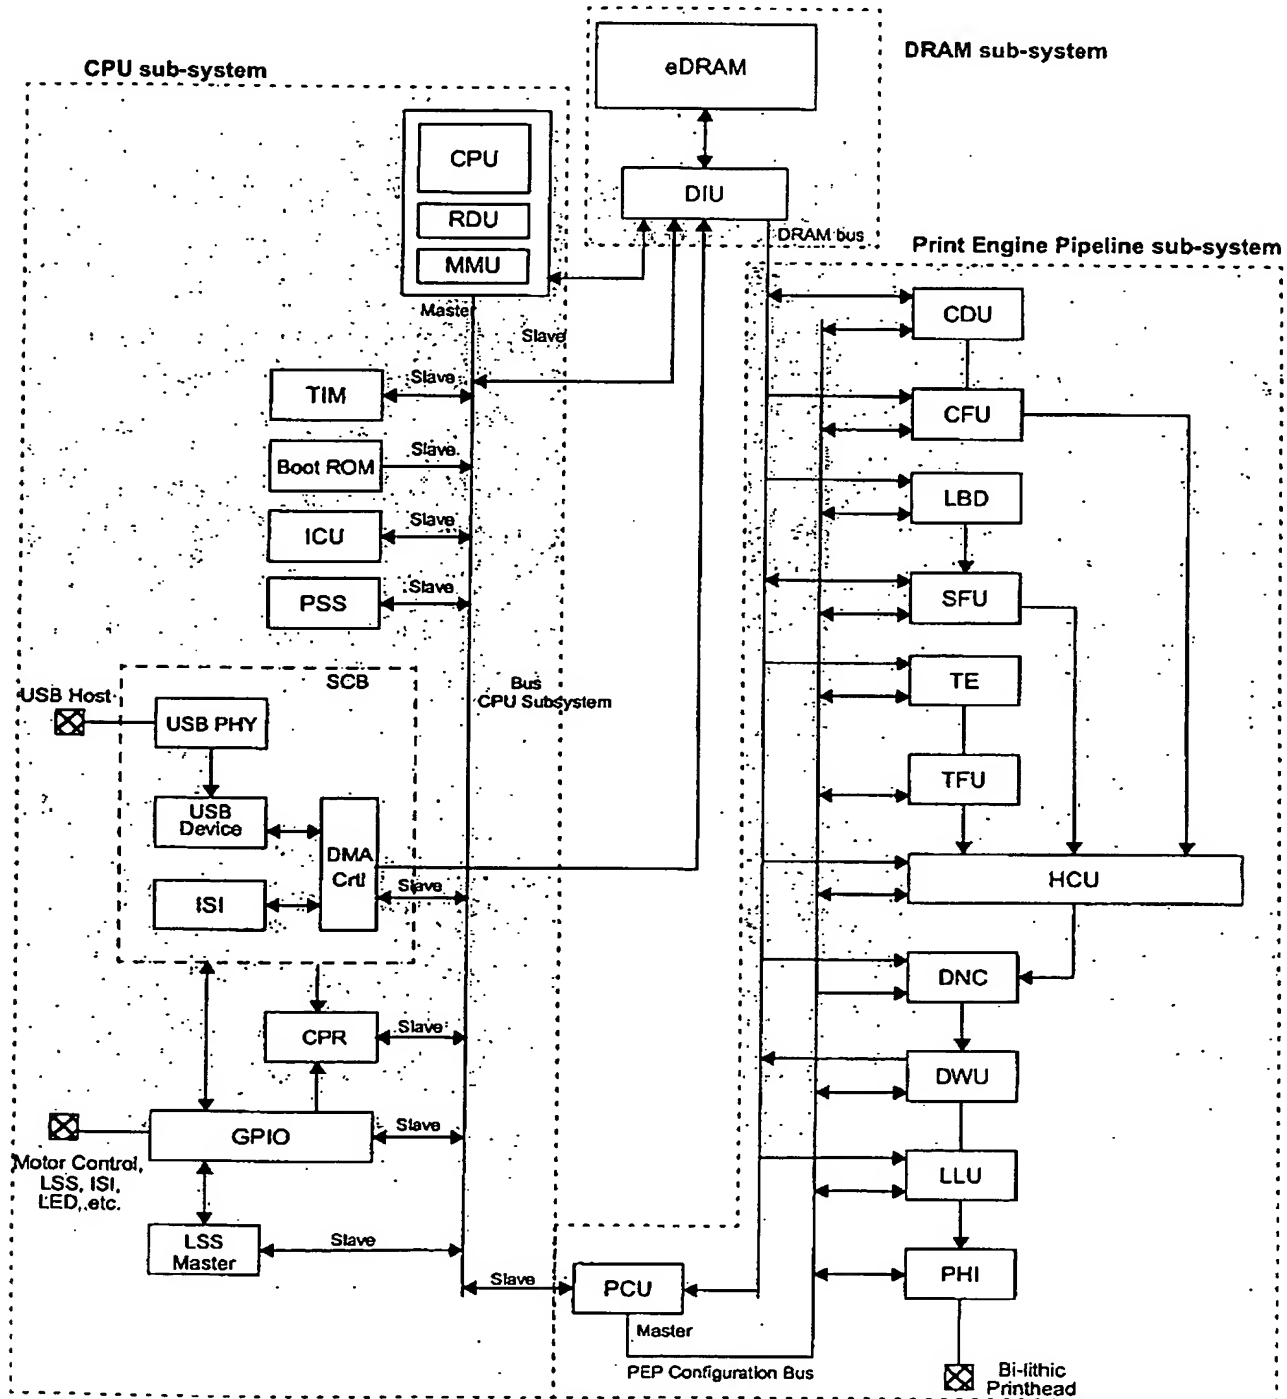 CPU sub-system
DRAM sub-system
eDRAM
CPU
RDU
MMU
DIU
DRAM bus
Print Engine Pipeline sub-system
Master
Slave
CDU
TIM
Slave
CFU
Boot ROM
Slave
LBD
ICU
Slave
PSS
Slave
SFU
SCB
TE
USB Host
USB PHY
Bus
CPU Subsystem
TFU
USB
Device
DMA
Crtl
Slave
HCU
ISI
DNC
CPR
Slave
DWU
GPIO
Slave
Motor Control,
LSS, ISI,
LED, etc.
LLU
LSS
Master
Slave
Slave
PCU
PHI
Master
PEP Configuration Bus
Bi-lithic
Printhead